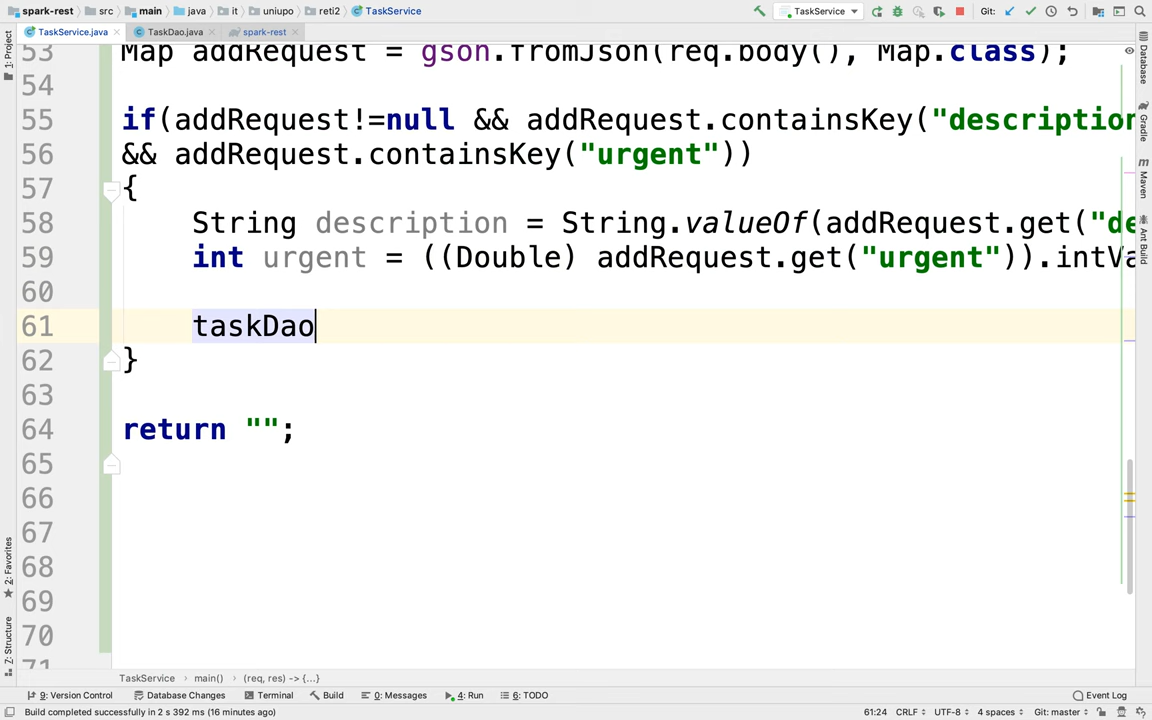 spark-rest src main java it uniupo reti2 TaskService TaskService Git:
TaskService.java TaskDao.java spark-rest
53 Map addRequest = gson.fromJson(req.body(), Map.class);
54
55 if(addRequest!=null && addRequest.containsKey("description
56 && addRequest.containsKey("urgent"))
57 {
58 String description = String.valueOf(addRequest.get("de
59 int urgent = ((Double) addRequest.get("urgent")).intVa
60
61 taskDao
62 }
63
64 return "";
65
66
67
68
69
70
71
1: Project
2: Favorites
Z: Structure
Database
Gradle
Maven
Ant Build
TaskService main() (req, res) -> {...}
9: Version Control Database Changes Terminal Build 0: Messages 4: Run 6: TODO Event Log
Build completed successfully in 2 s 392 ms (16 minutes ago) 61:24 CRLF UTF-8 4 spaces Git: master